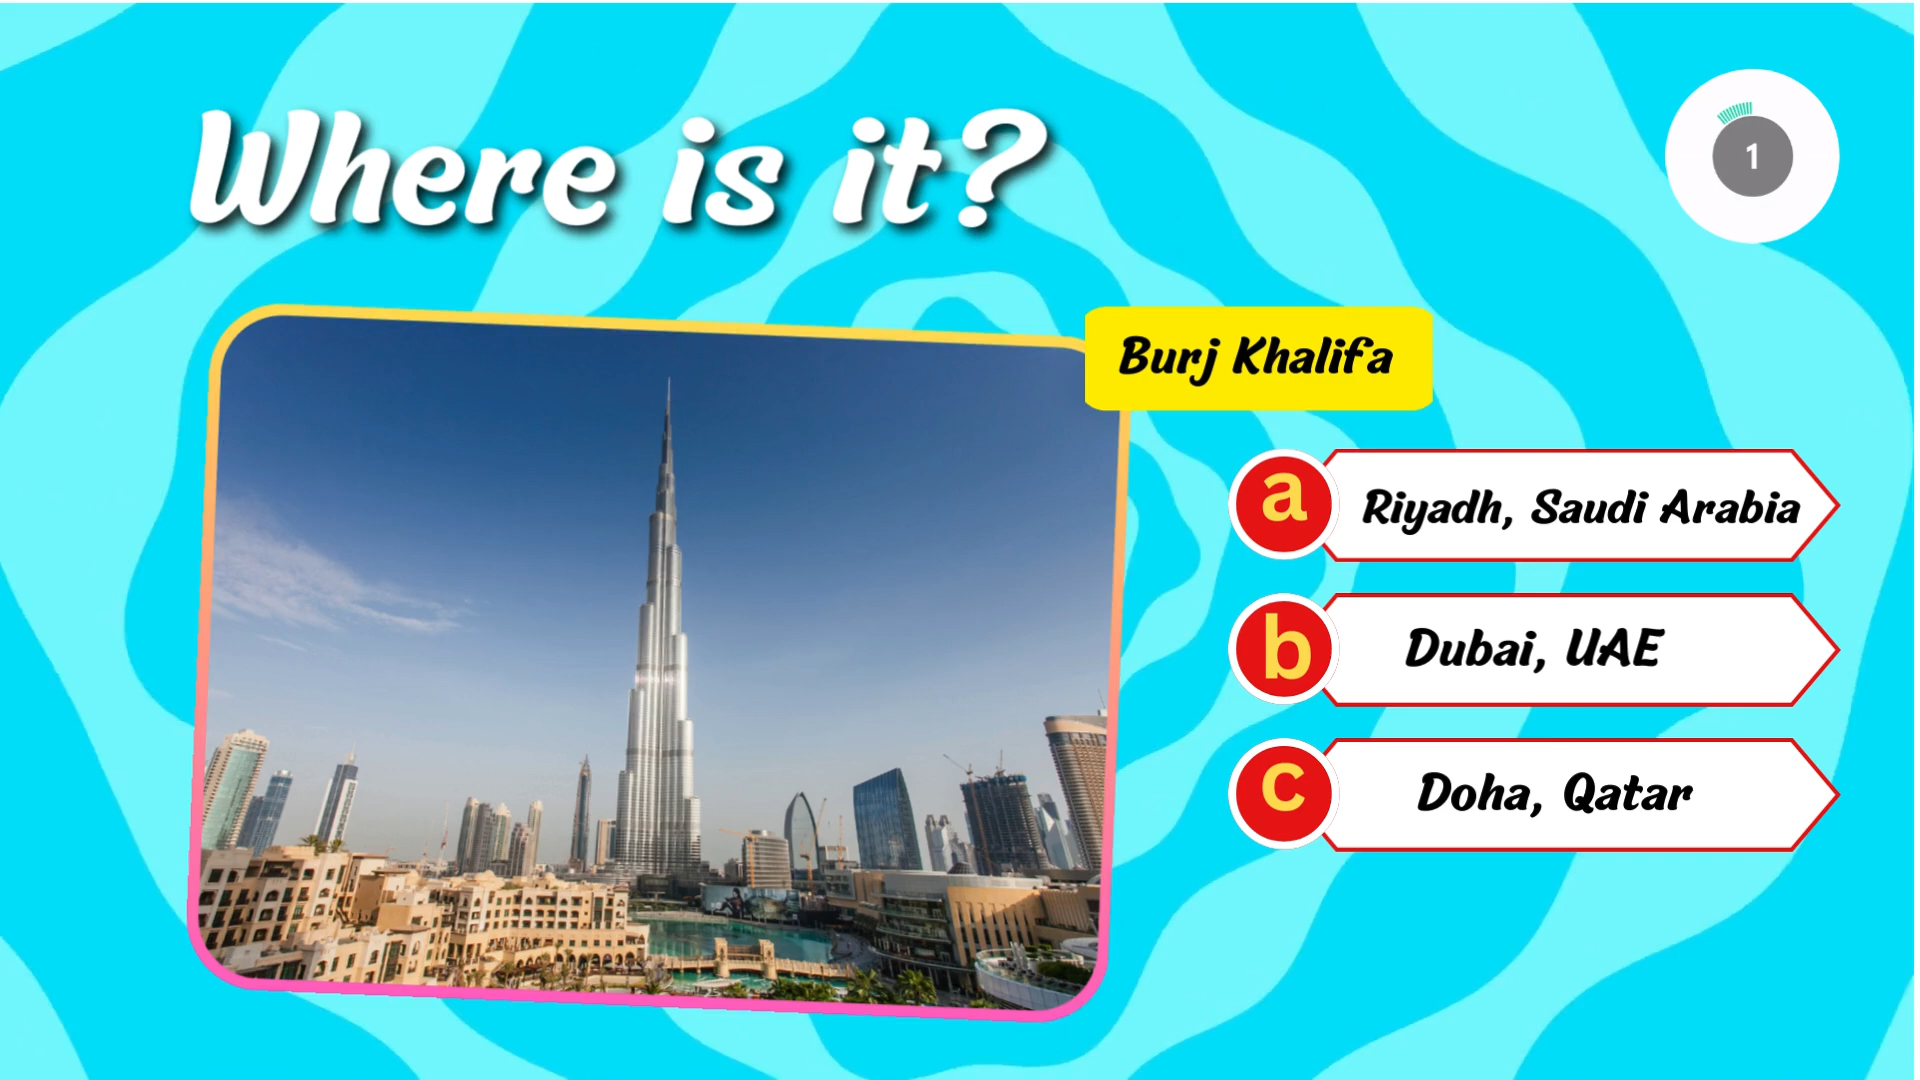 Where is it?
1
Burj Khalifa
a
Riyadh, Saudi Arabia
b
Dubai, UAE
c
Doha, Qatar